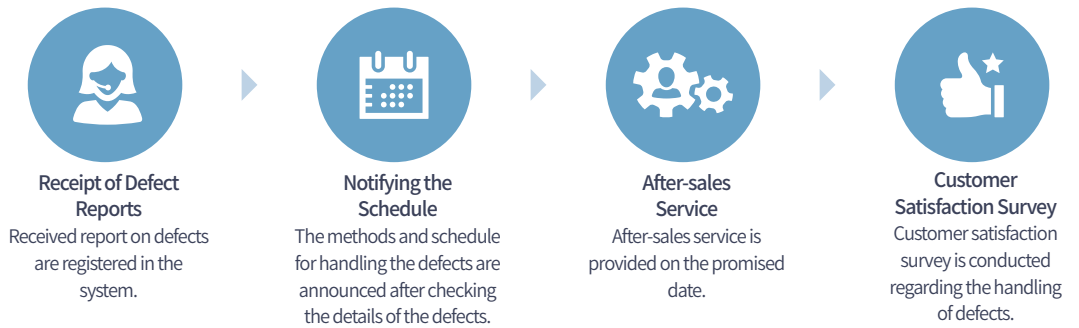 Receipt of Defect
Reports
Received report on defects
are registered in the
system.
Notifying the
Schedule
The methods and schedule
for handling the defects are
announced after checking
the details of the defects.
After-sales
Service
After-sales service is
provided on the promised
date.
Customer
Satisfaction Survey
Customer satisfaction
survey is conducted
regarding the handling
of defects.